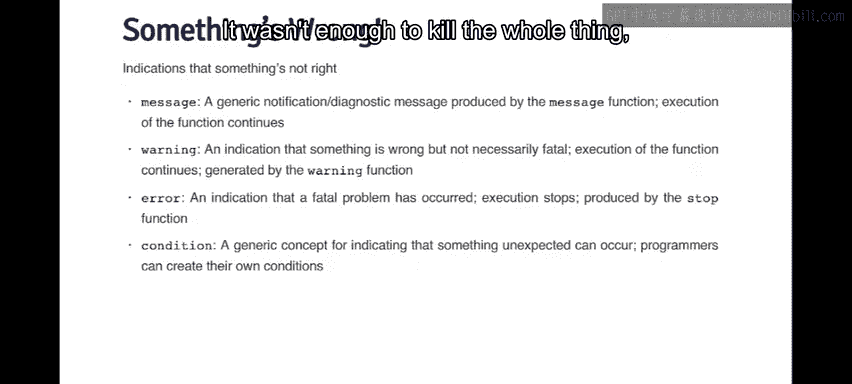 Something's Wrong!
It wasn't enough to kill the whole thing,
Indications that something's not right
· message: A generic notification/diagnostic message produced by the message function; execution
of the function continues
· warning: An indication that something is wrong but not necessarily fatal; execution of the function
continues; generated by the warning function
· error: An indication that a fatal problem has occurred; execution stops; produced by the stop
function
· condition: A generic concept for indicating that something unexpected can occur; programmers
can create their own conditions